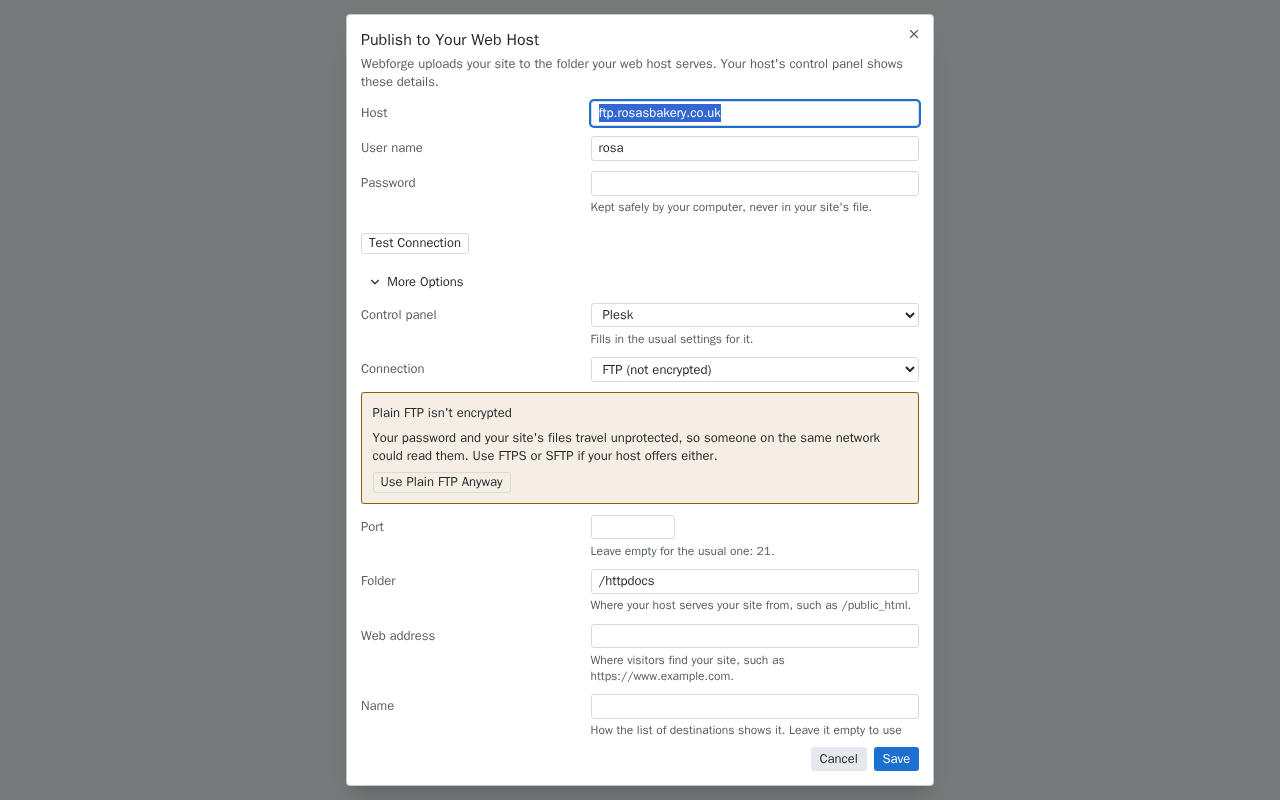 Publish to Your Web Host
Webforge uploads your site to the folder your web host serves. Your host's control panel shows
these details.
Host
ftp.rosasbakery.co.uk
User name
rosa
Password
Kept safely by your computer, never in your site's file.
Test Connection
More Options
Control panel
Plesk
Fills in the usual settings for it.
Connection
FTP (not encrypted)
Plain FTP isn't encrypted
Your password and your site's files travel unprotected, so someone on the same network
could read them. Use FTPS or SFTP if your host offers either.
Use Plain FTP Anyway
Port
Leave empty for the usual one: 21.
Folder
/httpdocs
Where your host serves your site from, such as /public_html.
Web address
Where visitors find your site, such as
https://www.example.com.
Name
How the list of destinations shows it. Leave it empty to use
Cancel
Save